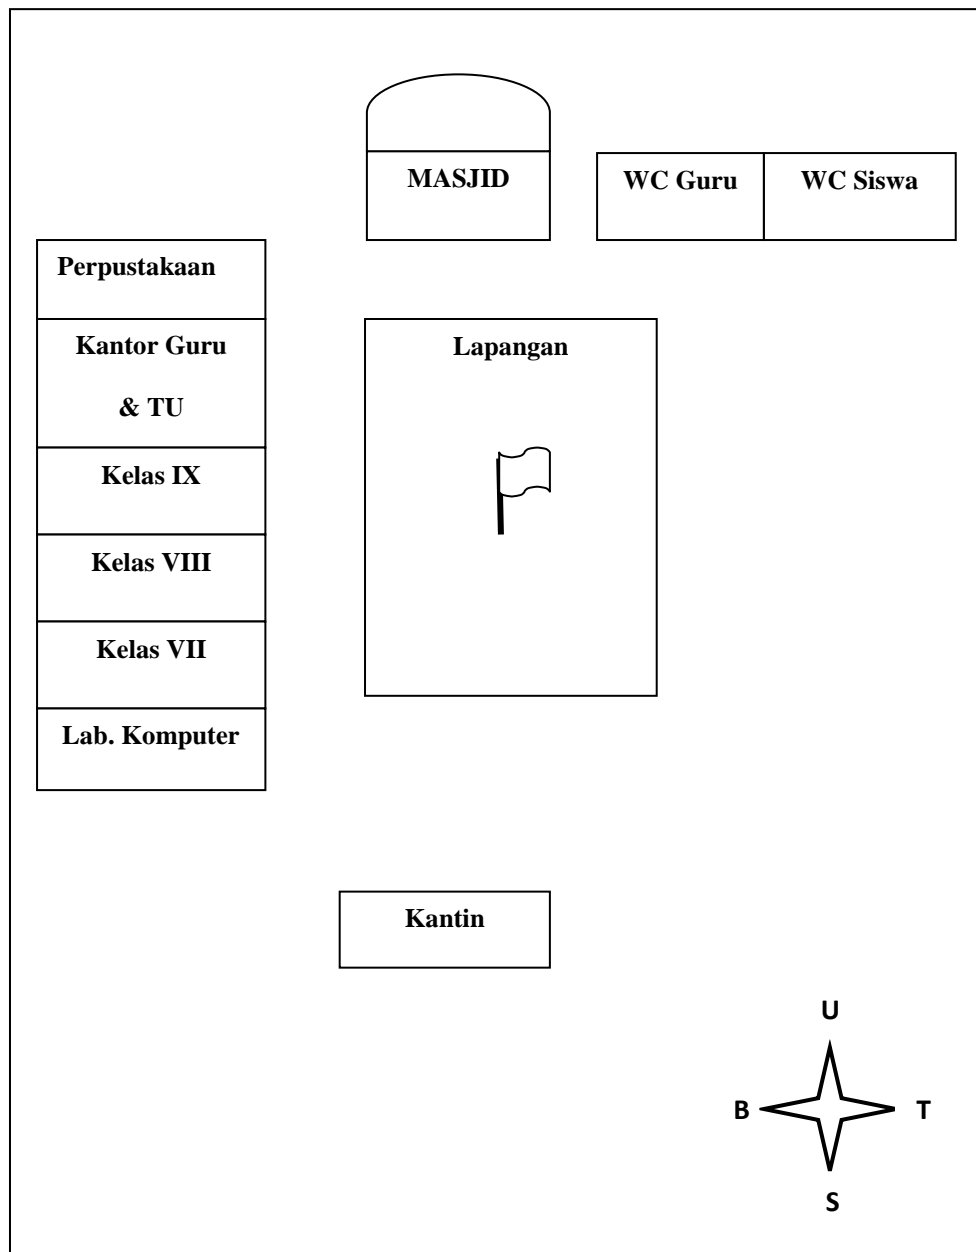 MASJID
WC Guru
WC Siswa
Perpustakaan
Kantor Guru
& TU
Lapangan
Kelas IX
Kelas VIII
Kelas VII
Lab. Komputer
Kantin
U
B
T
S